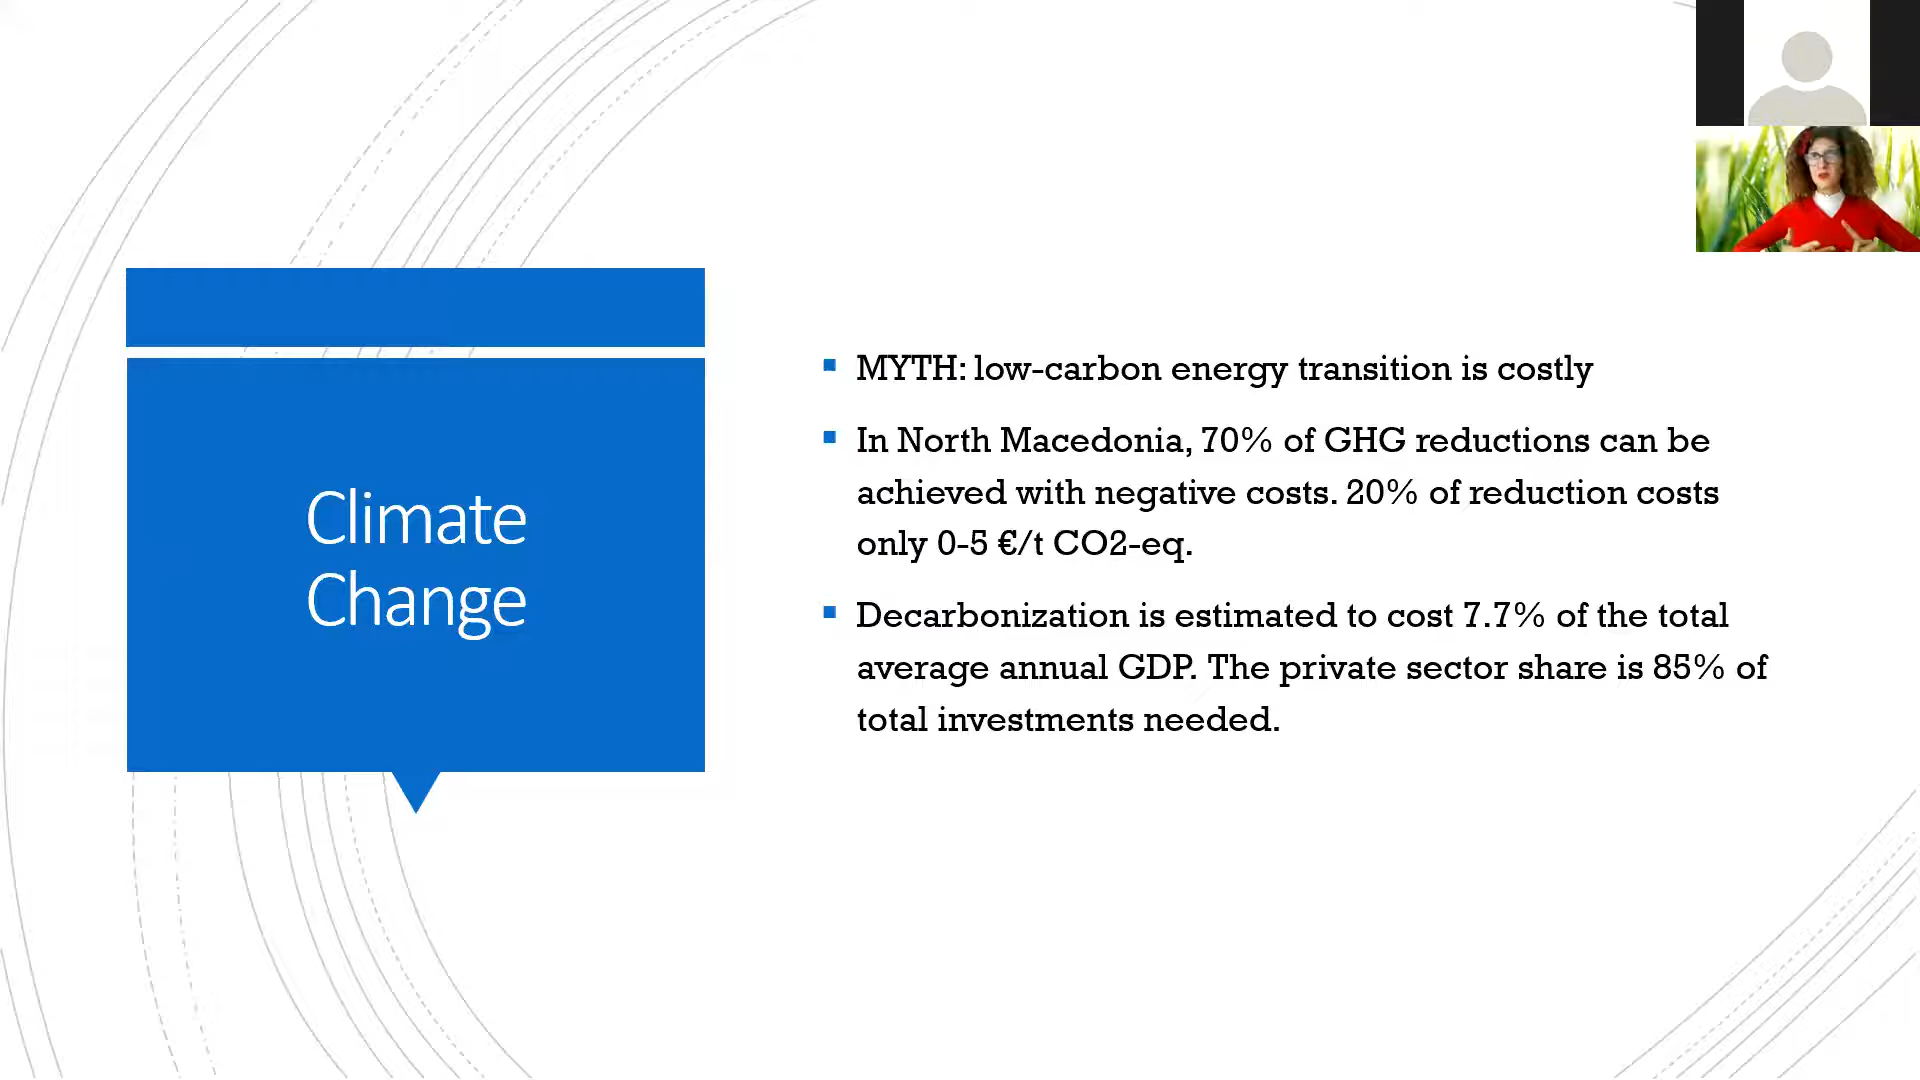 Climate
Change
MYTH: low-carbon energy transition is costly
In North Macedonia, 70% of GHG reductions can be
achieved with negative costs. 20% of reduction costs
only 0-5 €/t CO2-eq.
Decarbonization is estimated to cost 7.7% of the total
average annual GDP. The private sector share is 85% of
total investments needed.